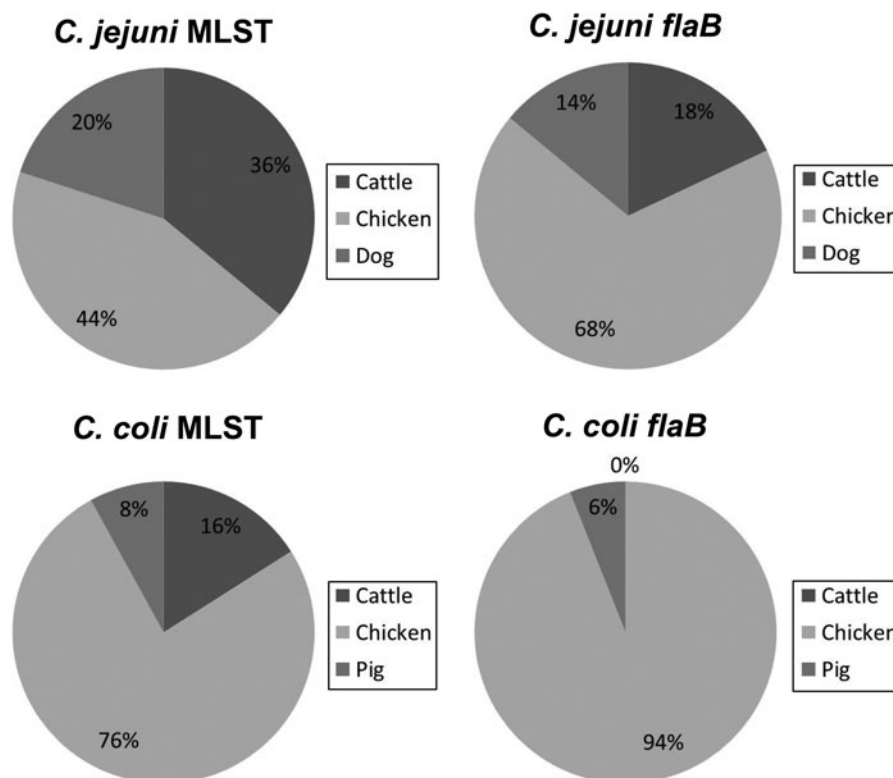 C. jejuni MLST
20%
36%
44%
Cattle
Chicken
Dog
C. jejuni flaB
14%
18%
68%
Cattle
Chicken
Dog
C. coli MLST
8%
16%
76%
Cattle
Chicken
Pig
C. coli flaB
0%
6%
94%
Cattle
Chicken
Pig